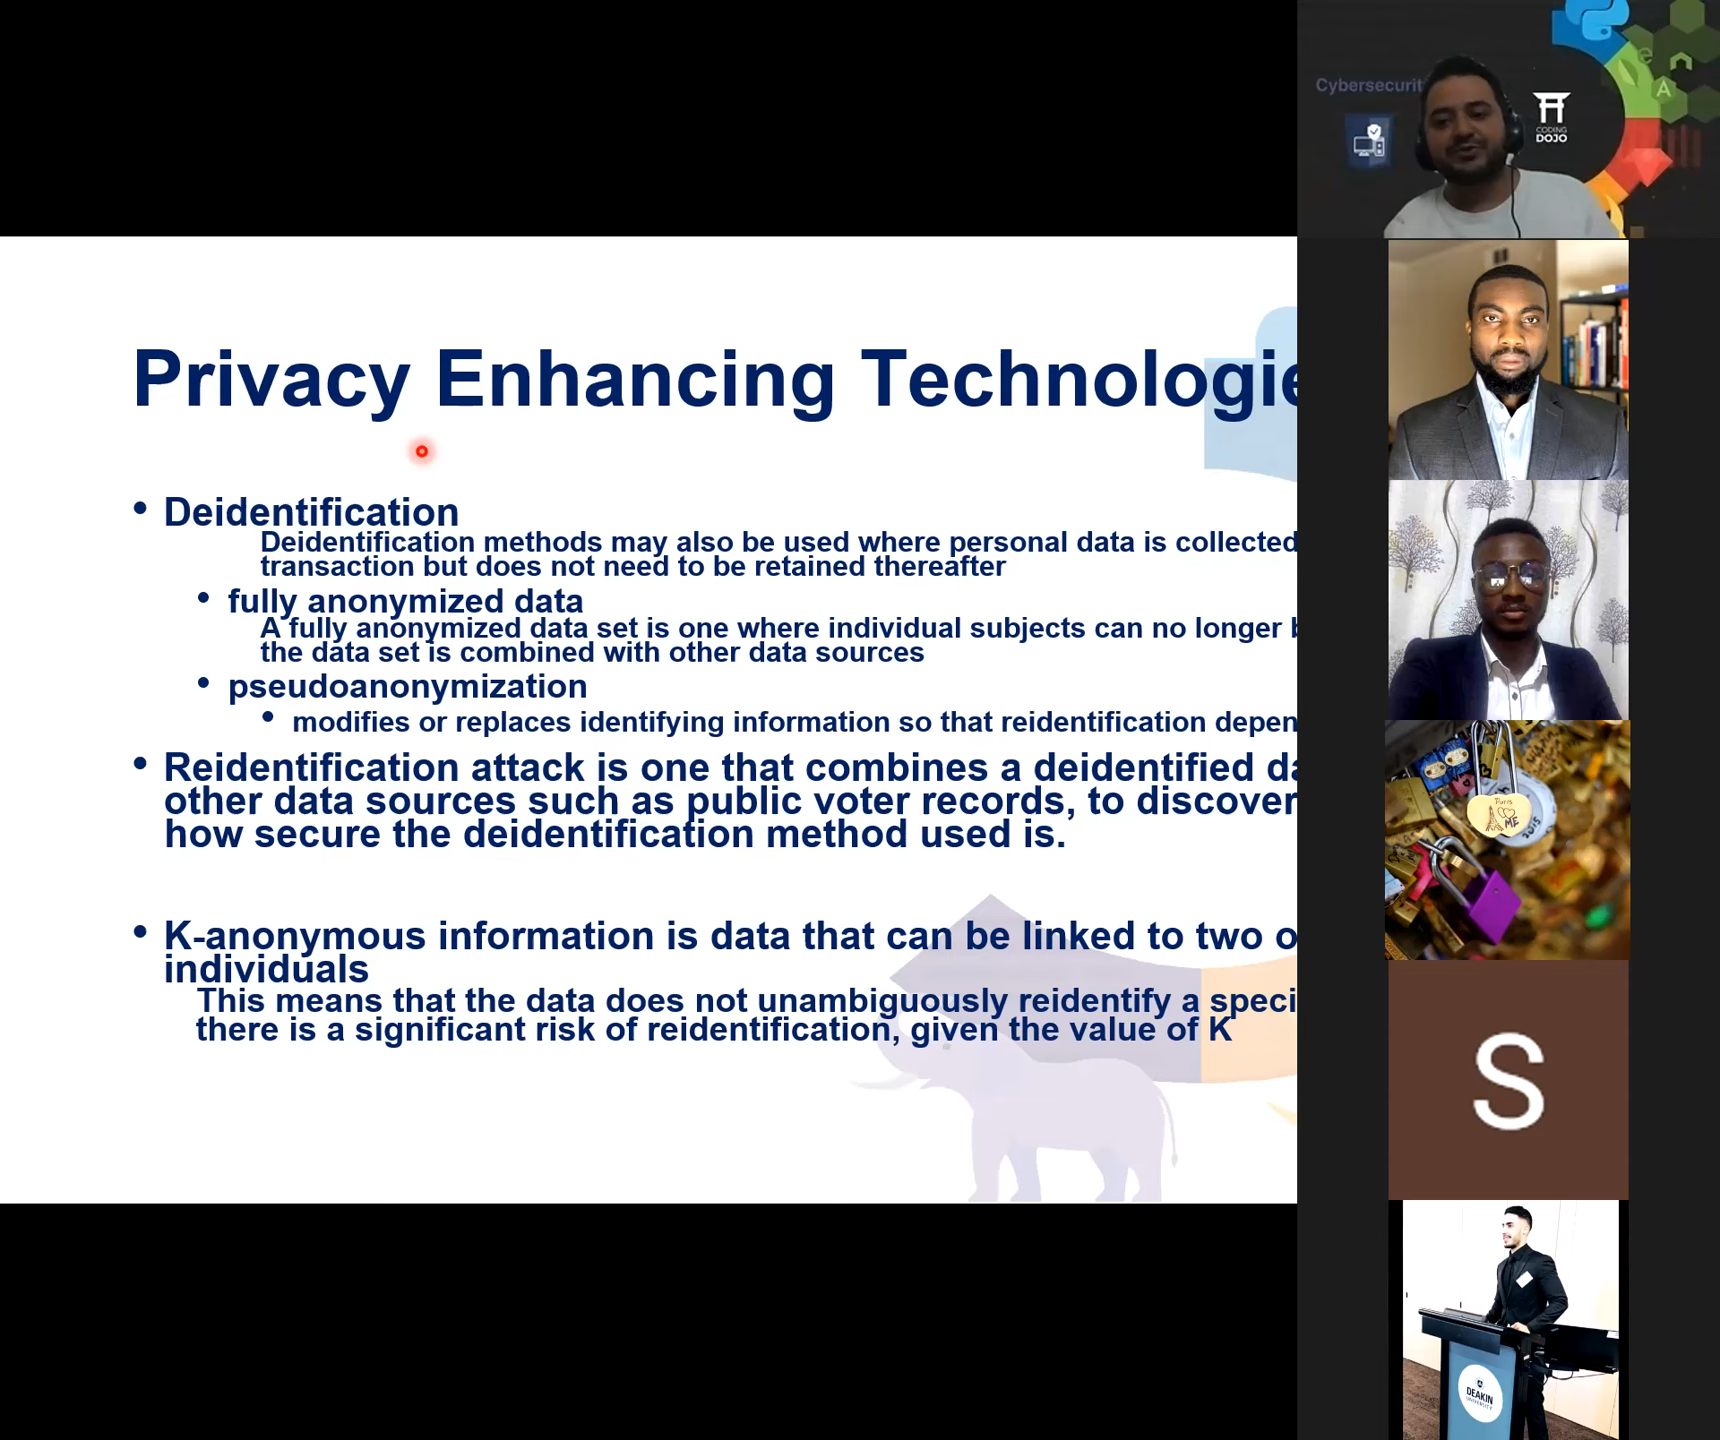 Privacy Enhancing Technologie
• Deidentification
Deidentification methods may also be used where personal data is collected
transaction but does not need to be retained thereafter
• fully anonymized data
A fully anonymized data set is one where individual subjects can no longer
the data set is combined with other data sources
• pseudoanonymization
• modifies or replaces identifying information so that reidentification depen
• Reidentification attack is one that combines a deidentified da
other data sources such as public voter records, to discover
how secure the deidentification method used is.
• K-anonymous information is data that can be linked to two o
individuals
This means that the data does not unambiguously reidentify a speci
there is a significant risk of reidentification, given the value of K
Cybersecurit
CODING
DOJO
e
A
Paris
ME
2015
S
DEAKIN
UNIVERSITY